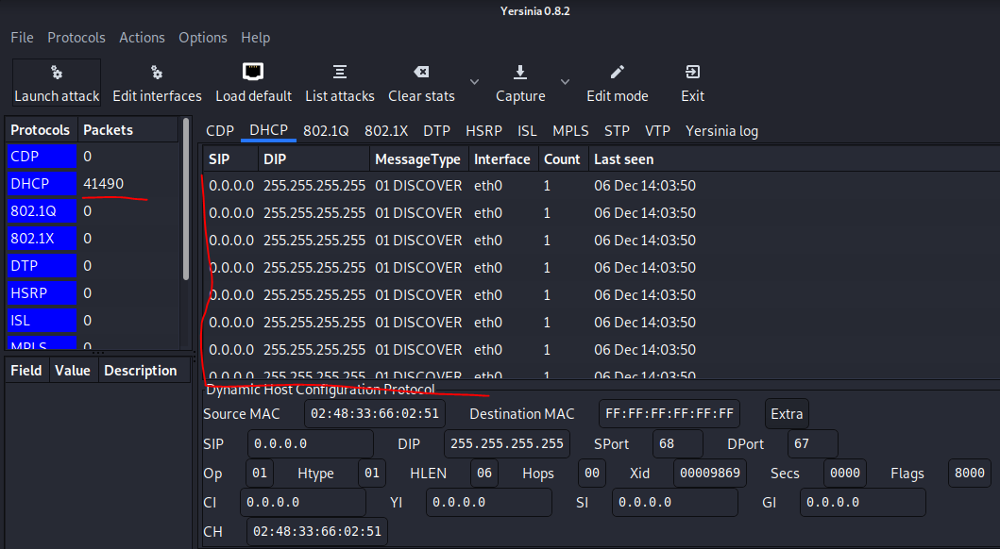 Yersinia 0.8.2
File Protocols Actions Options Help
Launch attack Edit interfaces Load default List attacks Clear stats Capture Edit mode Exit
Protocols Packets
CDP 0
DHCP 41490
802.1Q 0
802.1X 0
DTP 0
HSRP 0
ISL 0
MPLS 0
Field Value Description
CDP DHCP 802.1Q 802.1X DTP HSRP ISL MPLS STP VTP Yersinia log
SIP DIP MessageType Interface Count Last seen
0.0.0.0 255.255.255.255 01 DISCOVER eth0 1 06 Dec 14:03:50
0.0.0.0 255.255.255.255 01 DISCOVER eth0 1 06 Dec 14:03:50
0.0.0.0 255.255.255.255 01 DISCOVER eth0 1 06 Dec 14:03:50
0.0.0.0 255.255.255.255 01 DISCOVER eth0 1 06 Dec 14:03:50
0.0.0.0 255.255.255.255 01 DISCOVER eth0 1 06 Dec 14:03:50
0.0.0.0 255.255.255.255 01 DISCOVER eth0 1 06 Dec 14:03:50
0.0.0.0 255.255.255.255 01 DISCOVER eth0 1 06 Dec 14:03:50
0.0.0.0 255.255.255.255 01 DISCOVER eth0 1 06 Dec 14:03:50
Dynamic Host Configuration Protocol
Source MAC 02:48:33:66:02:51 Destination MAC FF:FF:FF:FF:FF:FF Extra
SIP 0.0.0.0 DIP 255.255.255.255 SPort 68 DPort 67
Op 01 Htype 01 HLEN 06 Hops 00 Xid 00009869 Secs 0000 Flags 8000
CI 0.0.0.0 YI 0.0.0.0 SI 0.0.0.0 GI 0.0.0.0
CH 02:48:33:66:02:51